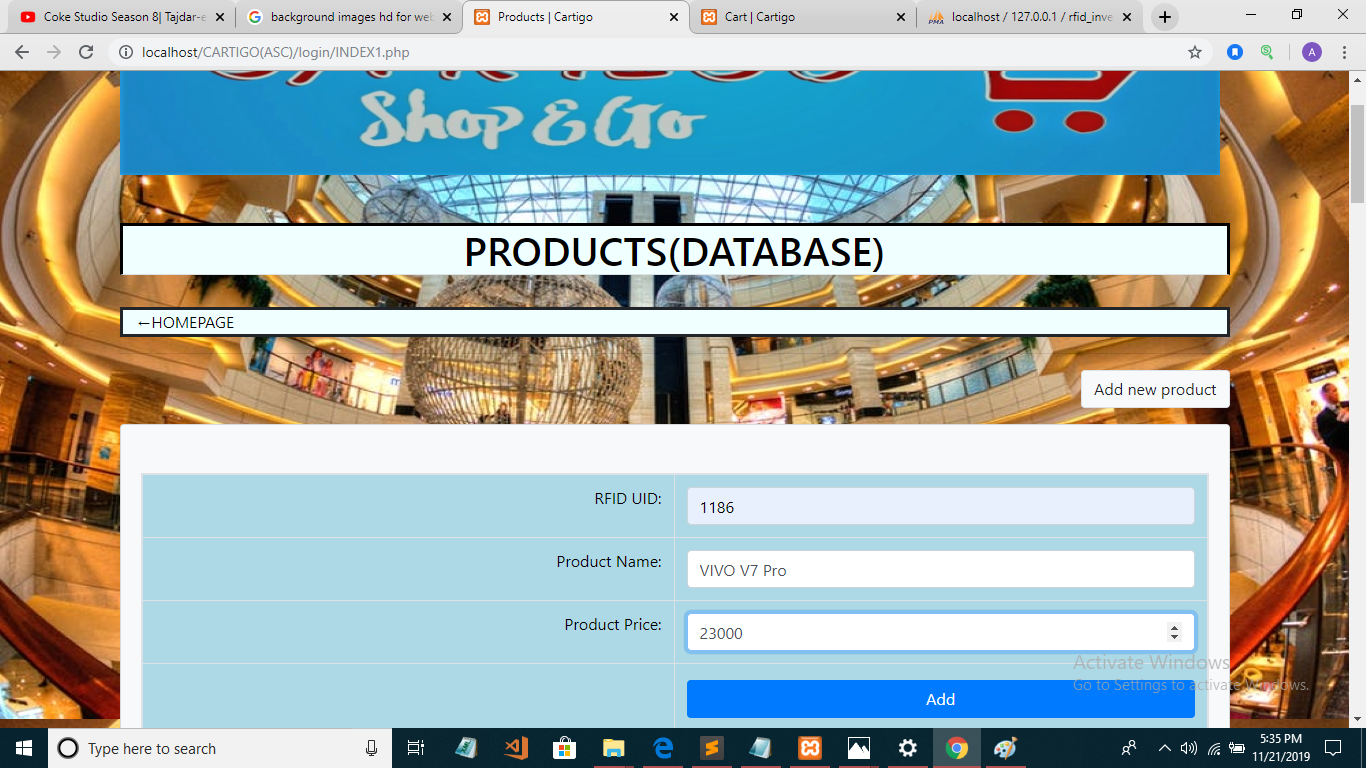 Coke Studio Season 8| Tajdar-e
background images hd for web
Products | Cartigo
Cart | Cartigo
localhost / 127.0.0.1 / rfid_inve
localhost/CARTIGO(ASC)/login/INDEX1.php
A
Shop & Go
PRODUCTS(DATABASE)
←HOMEPAGE
Add new product
RFID UID:
1186
Product Name:
VIVO V7 Pro
Product Price:
23000
Add
Activate Windows
Go to Settings to activate Windows.
Type here to search
5:35 PM
11/21/2019